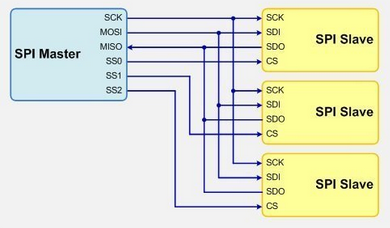 SPI Master
SCK
MOSI
MISO
SS0
SS1
SS2
SCK
SDI
SDO
CS
SPI Slave
SCK
SDI
SDO
CS
SPI Slave
SCK
SDI
SDO
CS
SPI Slave